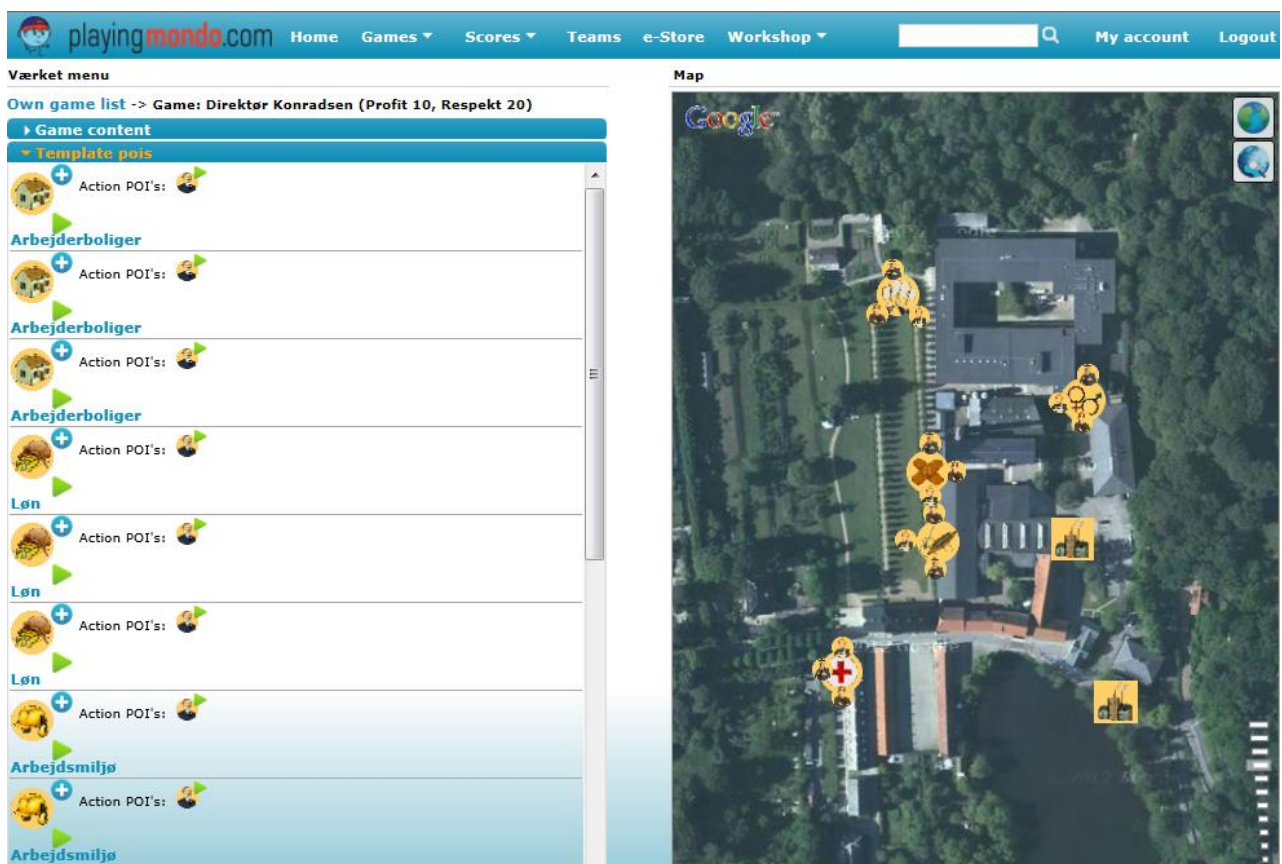 playingmondo.com Home Games Scores Teams e-Store Workshop My account Logout
Værket menu
Own game list -> Game: Direktør Konradsen (Profit 10, Respekt 20)
Game content
Template pois
Action POI's:
Arbejderboliger
Action POI's:
Arbejderboliger
Action POI's:
Arbejderboliger
Action POI's:
Løn
Action POI's:
Løn
Action POI's:
Løn
Action POI's:
Arbejdsmiljø
Action POI's:
Arbejdsmiljø
Map
Google